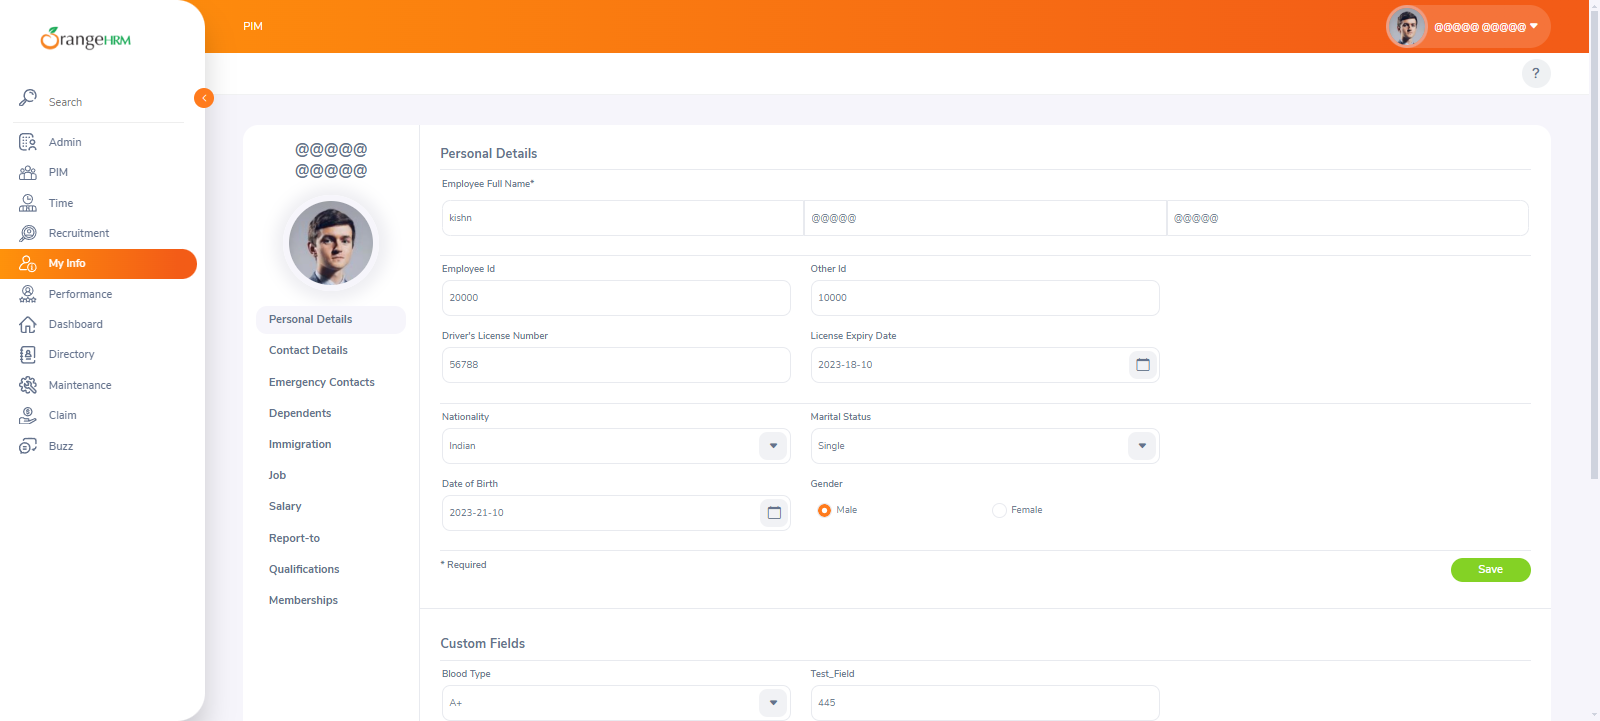 OrangeHRM
PIM
@@@@@ @@@@@
?
Search
Admin
PIM
Time
Recruitment
My Info
Performance
Dashboard
Directory
Maintenance
Claim
Buzz
@@@@@
@@@@@
Personal Details
Contact Details
Emergency Contacts
Dependents
Immigration
Job
Salary
Report-to
Qualifications
Memberships
Personal Details
Employee Full Name*
kishn @@@@@ @@@@@
Employee Id Other Id
20000 10000
Driver's License Number License Expiry Date
56788 2023-18-10
Nationality Marital Status
Indian Single
Date of Birth Gender
2023-21-10 Male Female
* Required Save
Custom Fields
Blood Type Test_Field
A+ 445